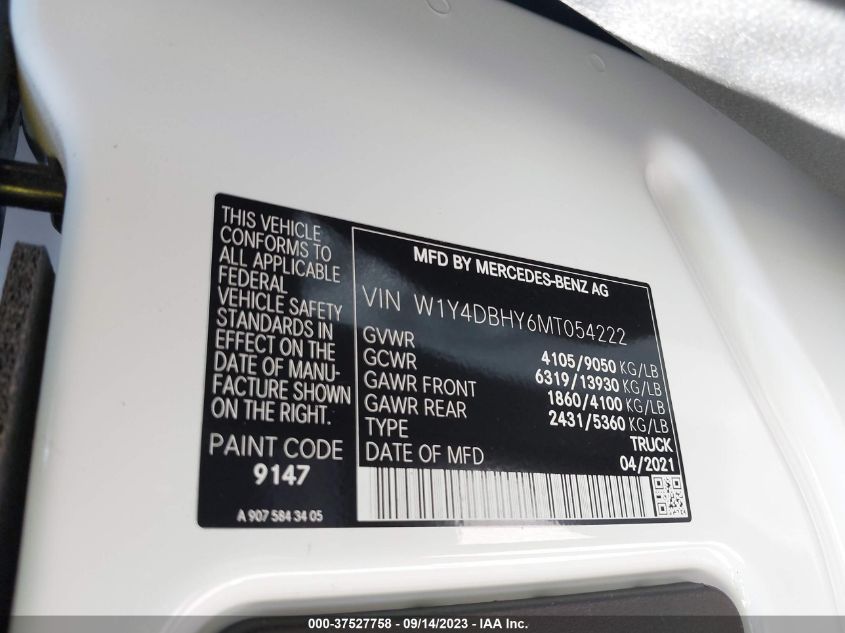 THIS VEHICLE
CONFORMS TO
ALL APPLICABLE
FEDERAL
VEHICLE SAFETY
STANDARDS IN
EFFECT ON THE
DATE OF MANU-
FACTURE SHOWN
ON THE RIGHT.
PAINT CODE
9147
A 907 584 34 05
MFD BY MERCEDES-BENZ AG
VIN W1Y4DBHY6MT054222
GVWR 4105/9050 KG/LB
GCWR 6319/13930 KG/LB
GAWR FRONT 1860/4100 KG/LB
GAWR REAR 2431/5360 KG/LB
TYPE TRUCK
DATE OF MFD 04/2021
000-37527758 - 09/14/2023 - IAA Inc.